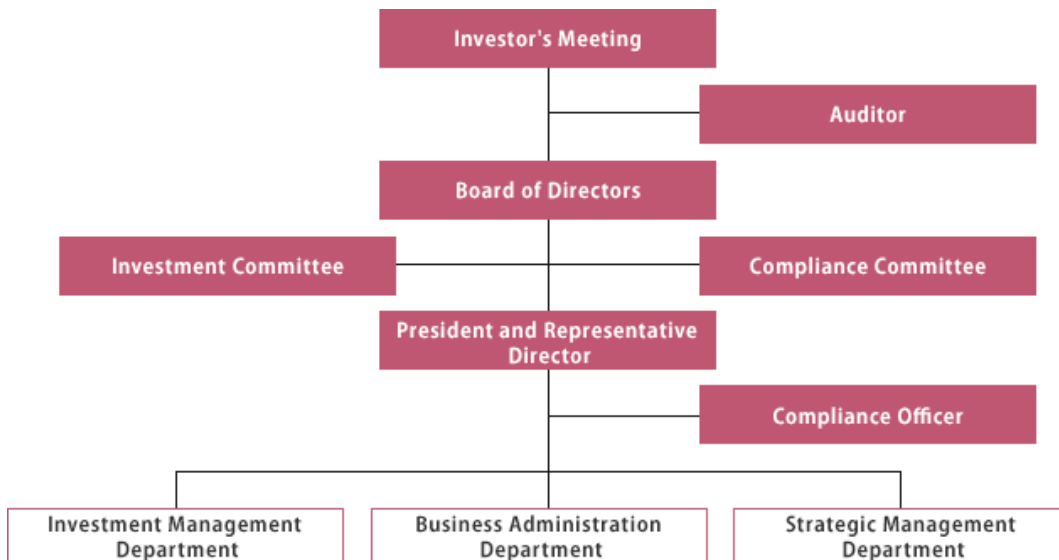 Investor's Meeting
Auditor
Board of Directors
Investment Committee
Compliance Committee
President and Representative
Director
Compliance Officer
Investment Management
Department
Business Administration
Department
Strategic Management
Department